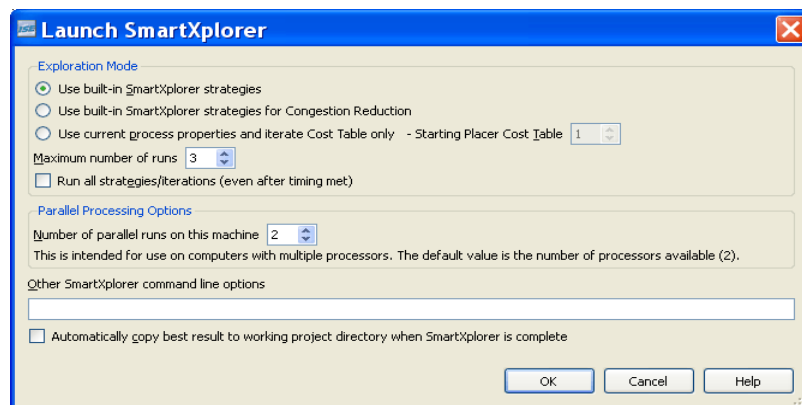 ISE Launch SmartXplorer
Exploration Mode
Use built-in SmartXplorer strategies
Use built-in SmartXplorer strategies for Congestion Reduction
Use current process properties and iterate Cost Table only - Starting Placer Cost Table 1
Maximum number of runs 3
Run all strategies/iterations (even after timing met)
Parallel Processing Options
Number of parallel runs on this machine 2
This is intended for use on computers with multiple processors. The default value is the number of processors available (2).
Other SmartXplorer command line options
Automatically copy best result to working project directory when SmartXplorer is complete
OK Cancel Help